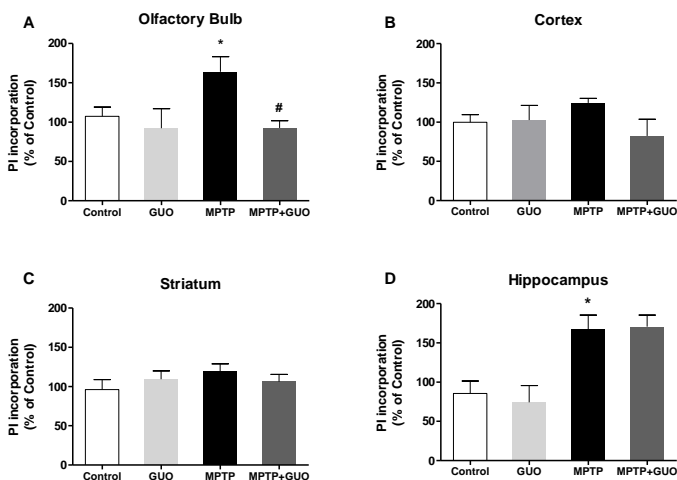 A
Olfactory Bulb
PI incorporation
(% of Control)
200
150
100
50
0
*
#
Control GUO MPTP MPTP+GUO
B
Cortex
PI incorporation
(% of Control)
200
150
100
50
0
Control GUO MPTP MPTP+GUO
C
Striatum
PI incorporation
(% of Control)
200
150
100
50
0
Control GUO MPTP MPTP+GUO
D
Hippocampus
PI incorporation
(% of Control)
200
150
100
50
0
*
Control GUO MPTP MPTP+GUO